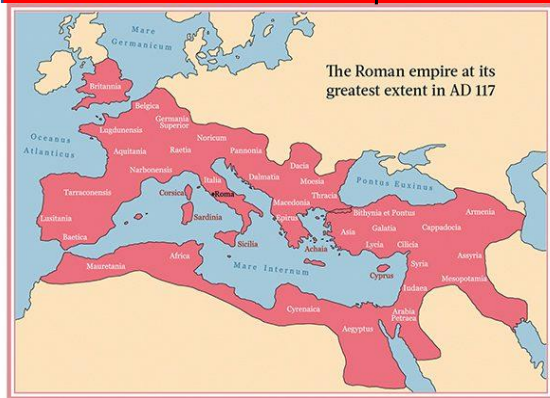 Mare
Germanicum
The Roman empire at its
greatest extent in AD 117
Britannia
Belgica
Germania
Superior
Lugdunensis
Noricum
Oceanus
Atlanticus
Aquitania
Raetia
Pannonia
Dacia
Narbonensis
Italia
Dalmatia
Moesia
Pontus Euxinus
Tarraconensis
Corsica
Roma
Thracia
Macedonia
Bithynia et Pontus
Armenia
Lusitania
Sardinia
Epirus
Asia
Galatia
Cappadocia
Baetica
Sicilia
Achaia
Lycia
Cilicia
Assyria
Mauretania
Africa
Mare Internum
Cyprus
Syria
Mesopotamia
Iudaea
Cyrenaica
Arabia
Petraea
Aegyptus